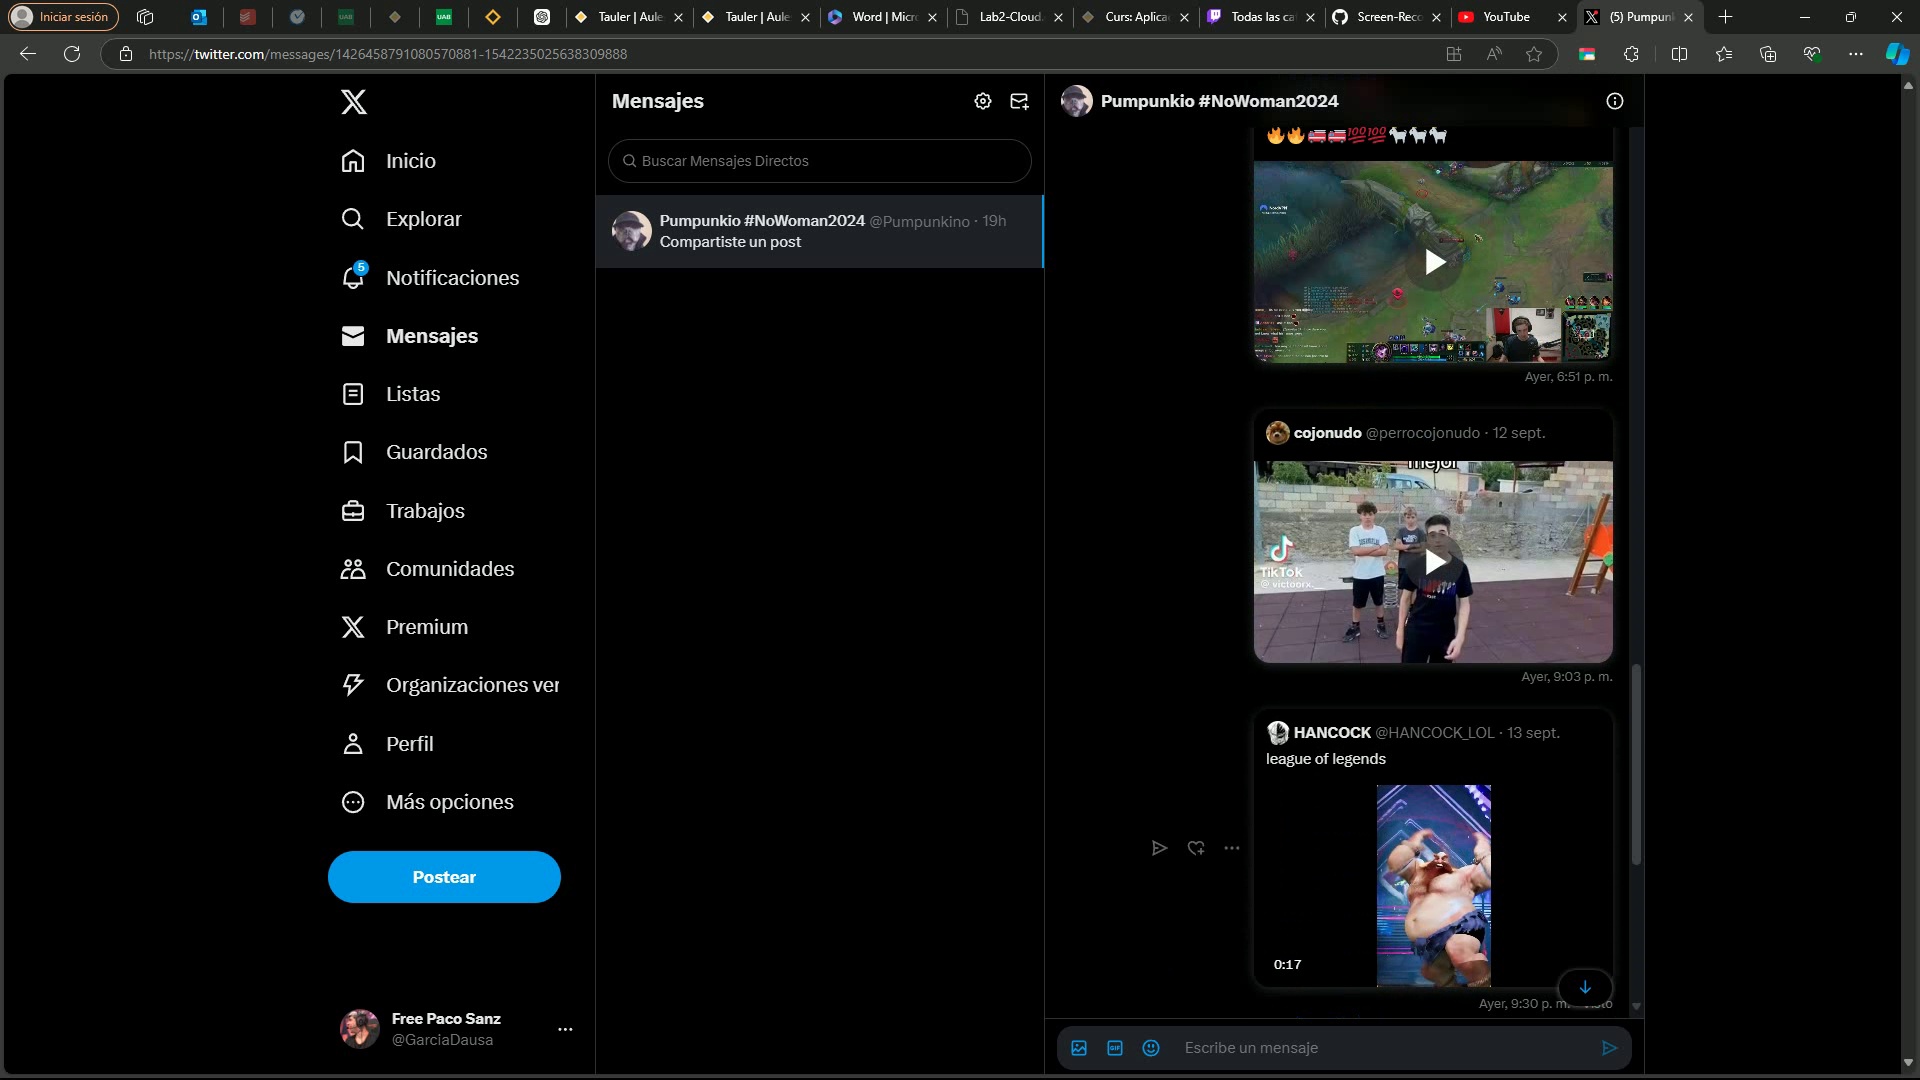 Iniciar sesión
Tauler | Aule
Tauler | Aule
Word | Micr
Lab2-Cloud.
Curs: Aplica
Todas las ca
Screen-Reco
YouTube
(5) Pumpun
https://twitter.com/messages/1426458791080570881-1542235025638309888
Inicio
Explorar
5
Notificaciones
Mensajes
Listas
Guardados
Trabajos
Comunidades
Premium
Organizaciones ver
Perfil
Más opciones
Postear
Free Paco Sanz
@GarciaDausa
Mensajes
Buscar Mensajes Directos
Pumpunkio #NoWoman2024 @Pumpunkino · 19h
Compartiste un post
Pumpunkio #NoWoman2024
🔥🔥🇺🇸🇺🇸💯💯🐐🐐🐐
Ayer, 6:51 p. m.
cojonudo @perrocojonudo · 12 sept.
mejor
TikTok
Ayer, 9:03 p. m.
HANCOCK @HANCOCK_LOL · 13 sept.
league of legends
0:17
Ayer, 9:30 p. m.
Escribe un mensaje